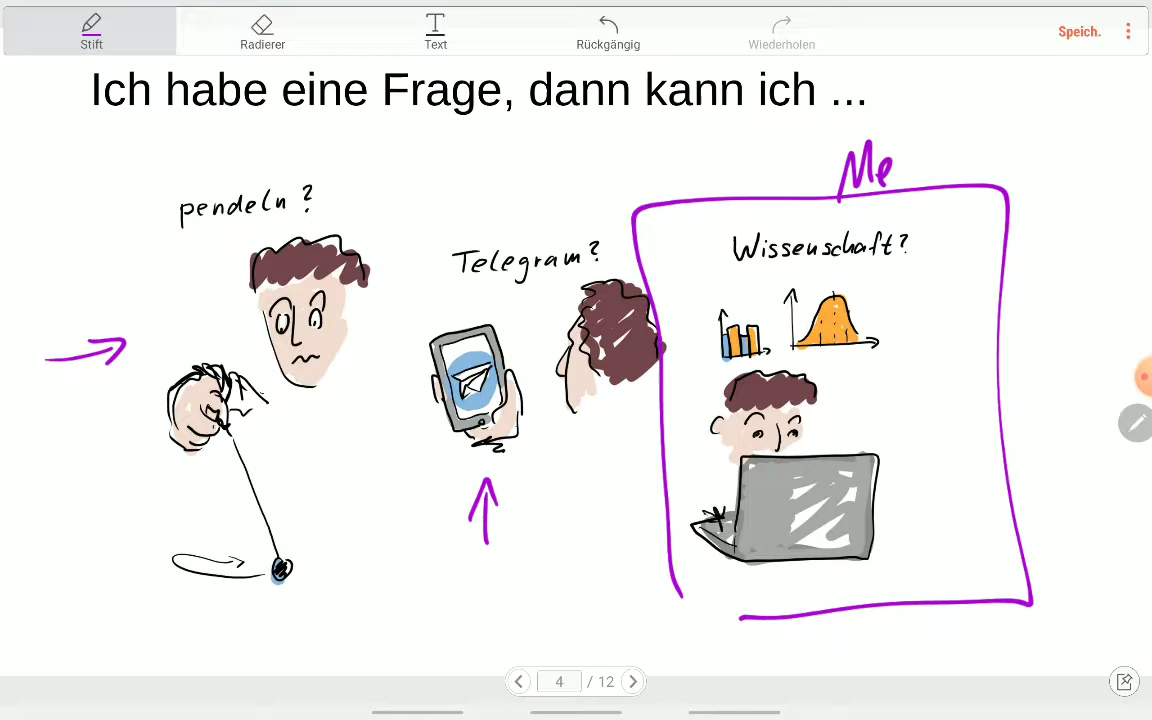 Stift
Radierer
Text
Rückgängig
Wiederholen
Speich.
Ich habe eine Frage, dann kann ich ...
Me
pendeln?
Telegram?
Wissenschaft?
4 / 12